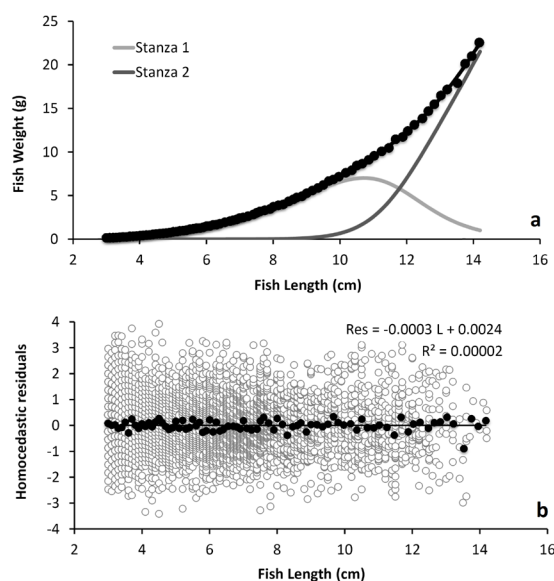 25
20
15
10
5
0
Fish Weight (g)
Stanza 1
Stanza 2
a
2 4 6 8 10 12 14 16
Fish Length (cm)
4
3
2
1
0
-1
-2
-3
-4
Homocedastic residuals
Res = -0.0003 L + 0.0024
R² = 0.00002
b
2 4 6 8 10 12 14 16
Fish Length (cm)